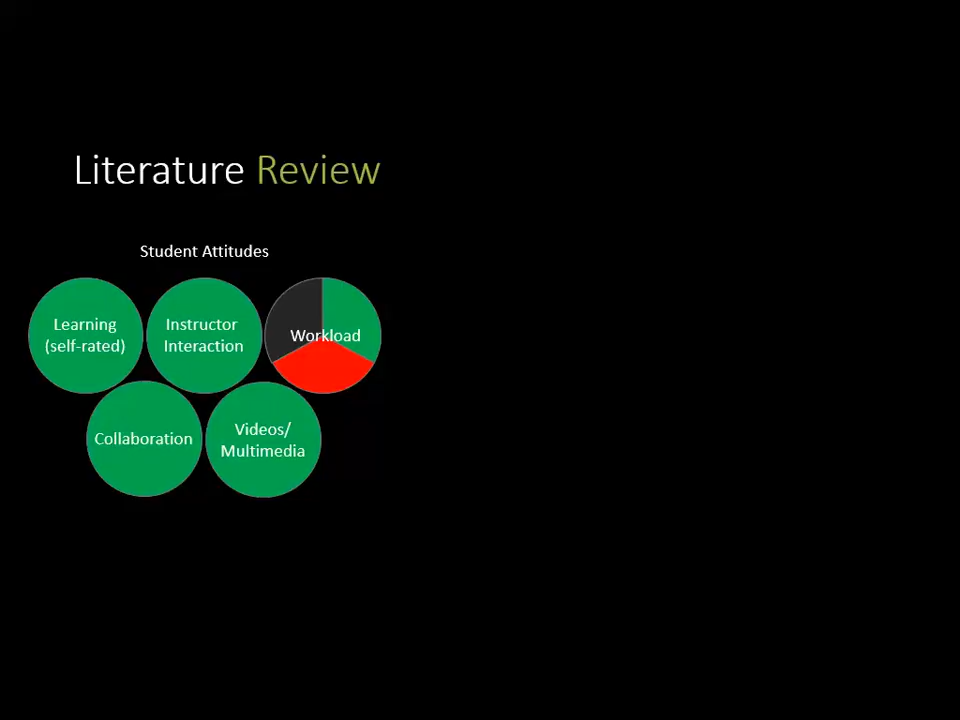 Literature Review
Student Attitudes
Learning
(self-rated)
Instructor
Interaction
Workload
Collaboration
Videos/
Multimedia